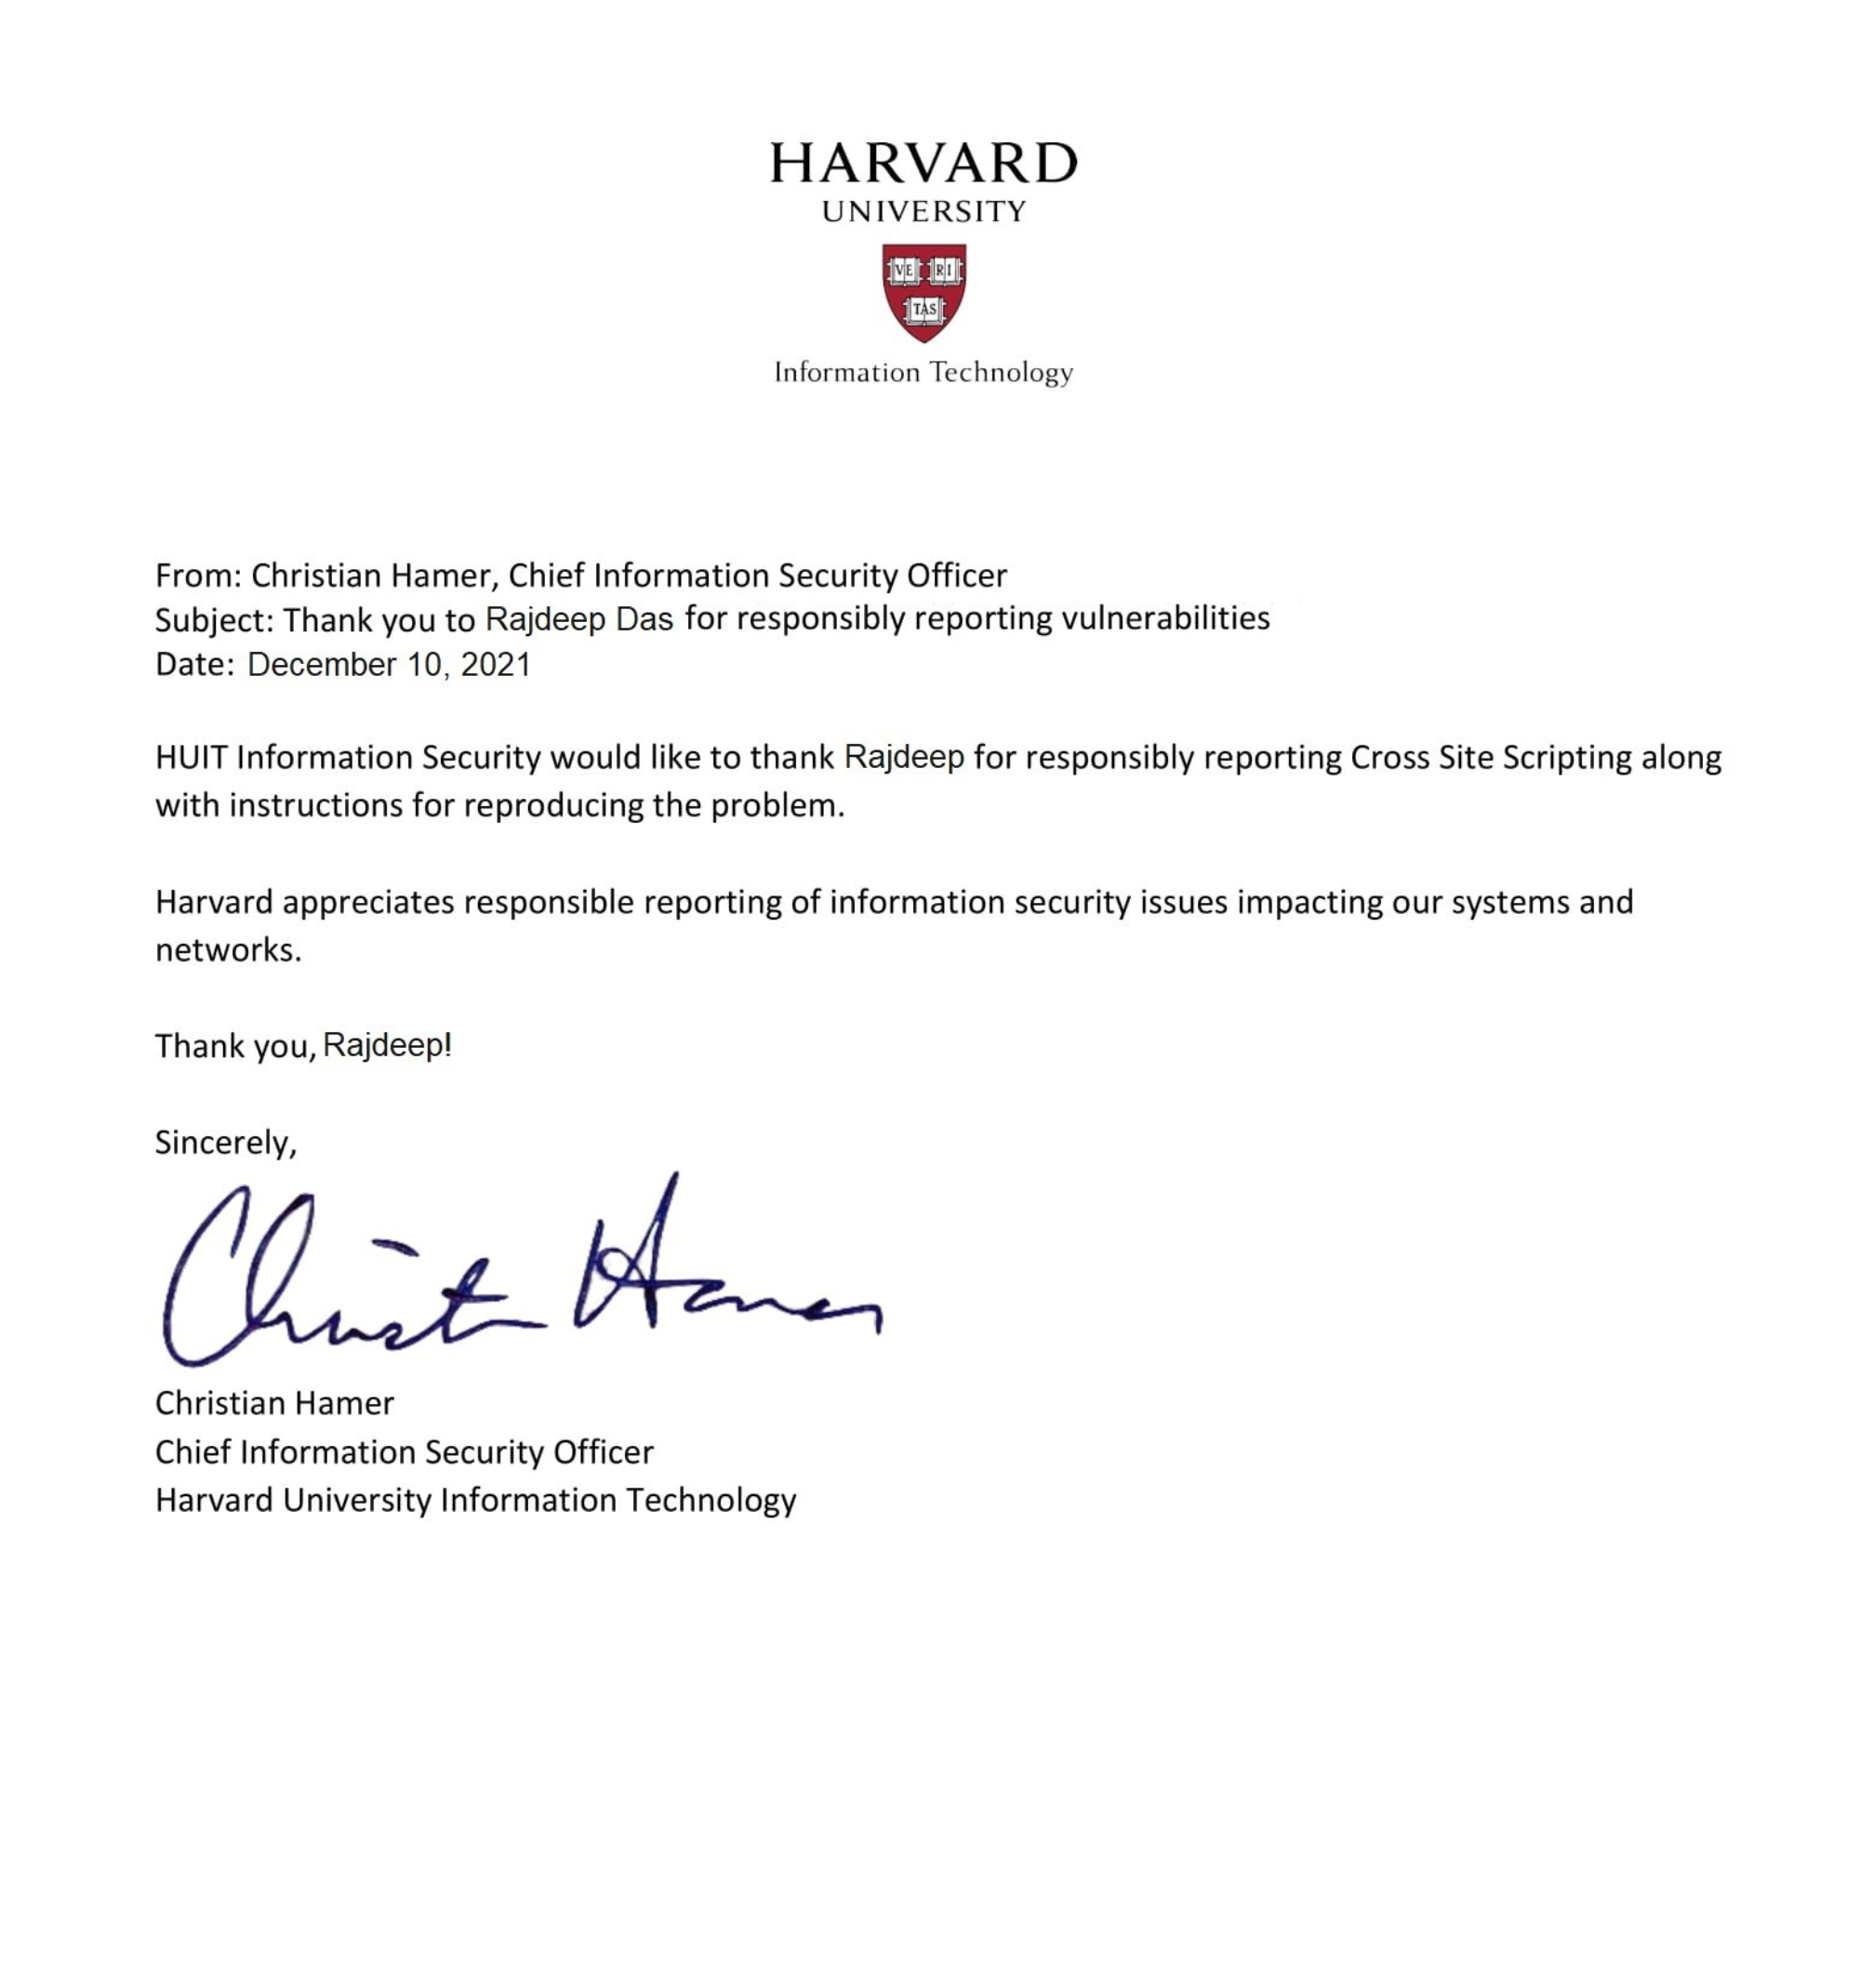 HARVARD
UNIVERSITY
VE RI
TAS
Information Technology
From: Christian Hamer, Chief Information Security Officer
Subject: Thank you to Rajdeep Das for responsibly reporting vulnerabilities
Date: December 10, 2021
HUIT Information Security would like to thank Rajdeep for responsibly reporting Cross Site Scripting along
with instructions for reproducing the problem.
Harvard appreciates responsible reporting of information security issues impacting our systems and
networks.
Thank you, Rajdeep!
Sincerely,
Christian Hamer
Christian Hamer
Chief Information Security Officer
Harvard University Information Technology